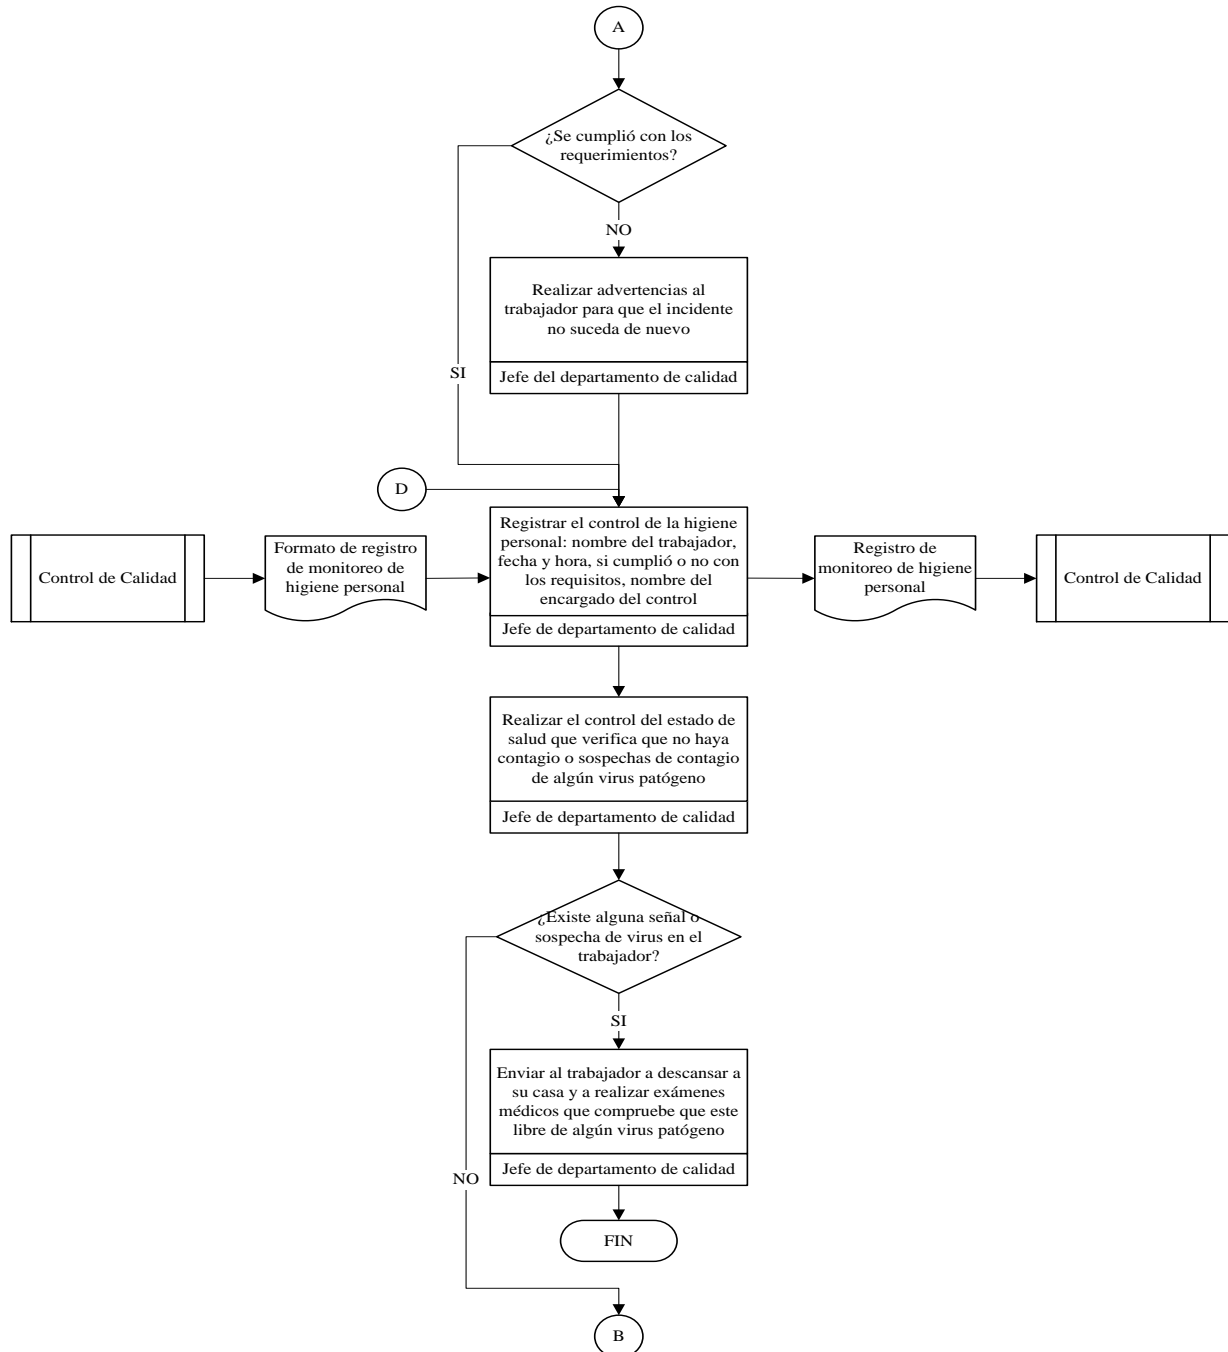 A
¿Se cumplió con los
requerimientos?
NO
Realizar advertencias al
trabajador para que el incidente
no suceda de nuevo
SI
Jefe del departamento de calidad
D
Control de Calidad
Formato de registro
de monitoreo de
higiene personal
Registrar el control de la higiene
personal: nombre del trabajador,
fecha y hora, si cumplió o no con
los requisitos, nombre del
encargado del control
Jefe de departamento de calidad
Registro de
monitoreo de higiene
personal
Control de Calidad
Realizar el control del estado de
salud que verifica que no haya
contagio o sospechas de contagio
de algún virus patógeno
Jefe de departamento de calidad
¿Existe alguna señal o
sospecha de virus en el
trabajador?
SI
Enviar al trabajador a descansar a
su casa y a realizar exámenes
médicos que compruebe que este
libre de algún virus patógeno
Jefe de departamento de calidad
NO
FIN
B